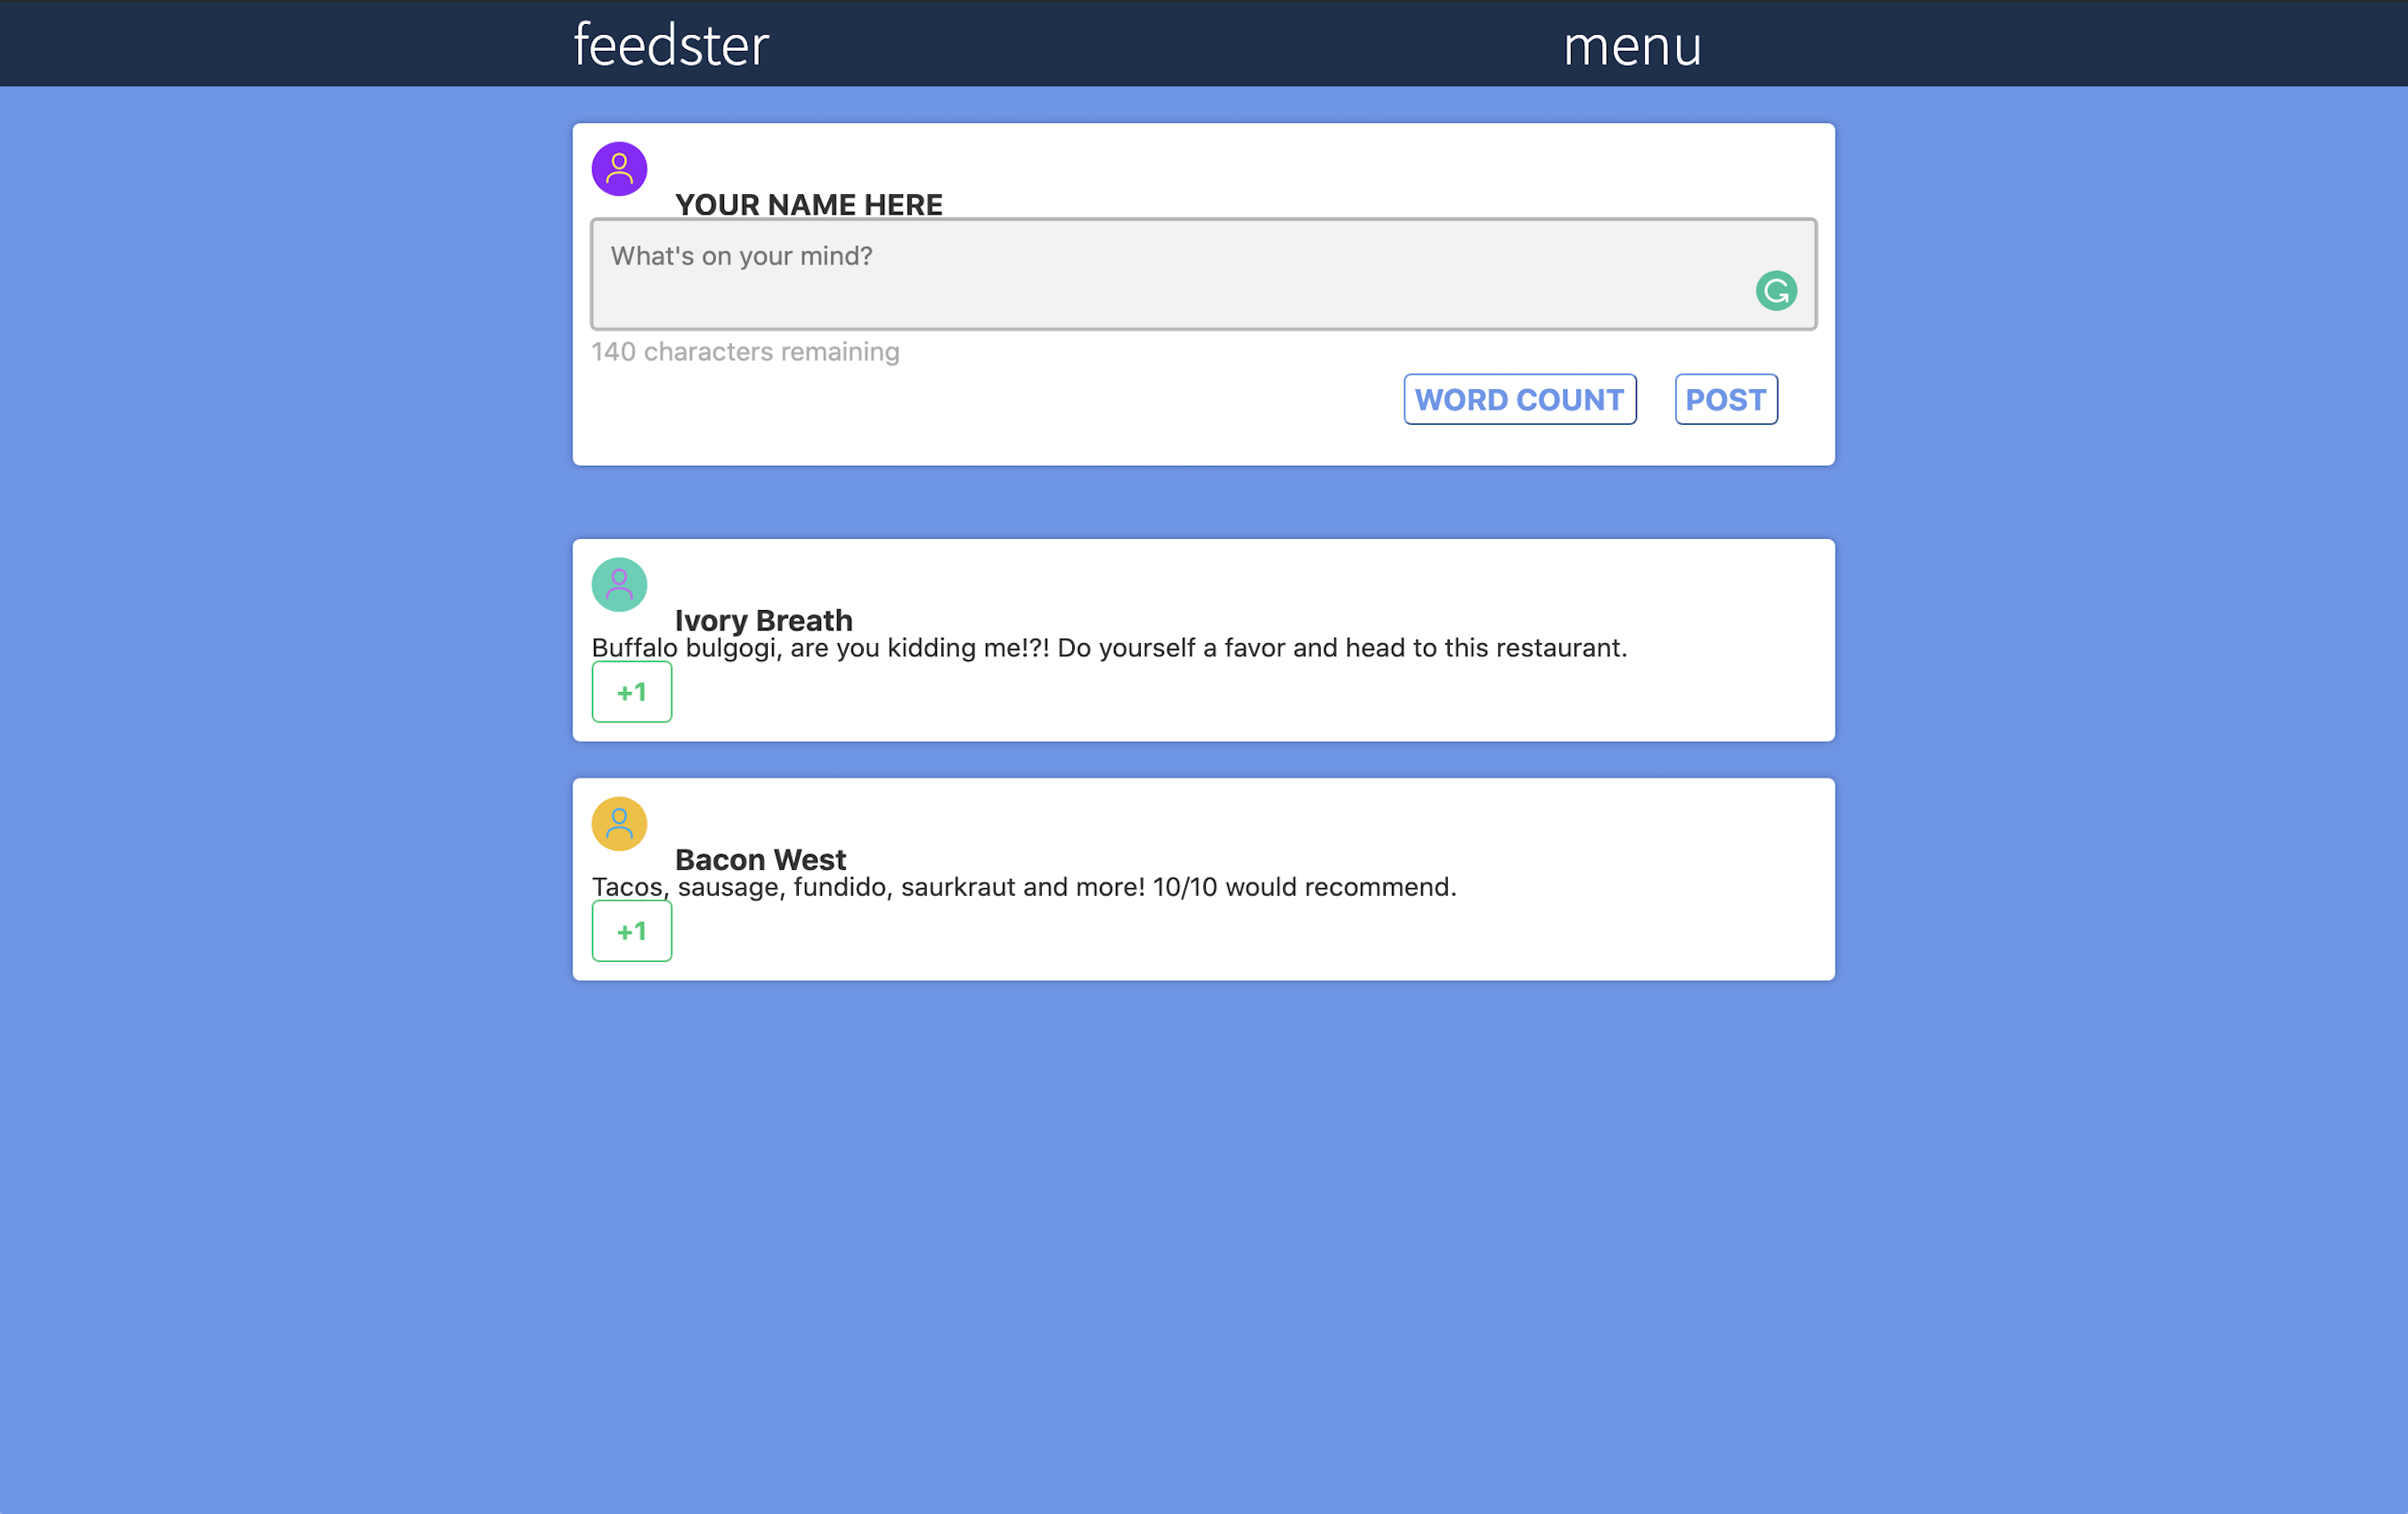 feedster menu
YOUR NAME HERE
What's on your mind?
140 characters remaining
WORD COUNT POST
Ivory Breath
Buffalo bulgogi, are you kidding me!?! Do yourself a favor and head to this restaurant.
+1
Bacon West
Tacos, sausage, fundido, saurkraut and more! 10/10 would recommend.
+1